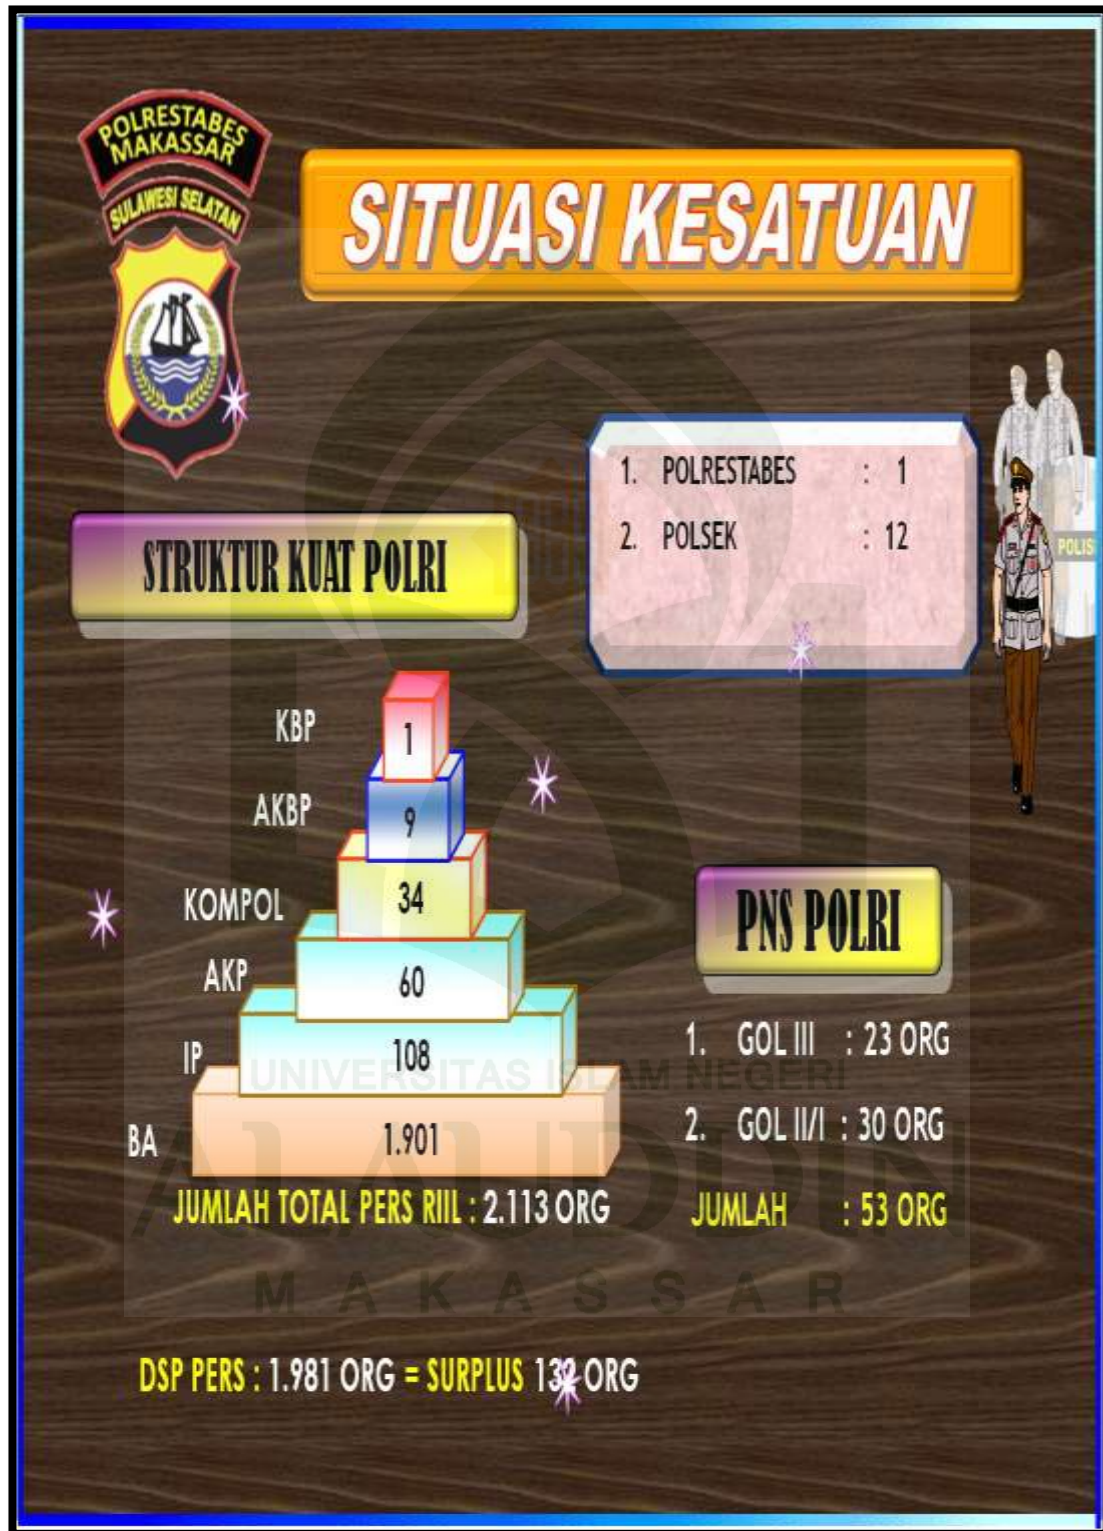 POLRESTABES
MAKASSAR
SULAWESI SELATAN
SITUASI KESATUAN
1. POLRESTABES : 1
2. POLSEK : 12
POLISI
STRUKTUR KUAT POLRI
KBP 1
AKBP 9
KOMPOL 34
AKP 60
IP 108
BA 1.901
JUMLAH TOTAL PERS RIIL : 2.113 ORG
PNS POLRI
1. GOL III : 23 ORG
2. GOL II/I : 30 ORG
JUMLAH : 53 ORG
UNIVERSITAS ISLAM NEGERI
ALAUDDIN
MAKASSAR
DSP PERS : 1.981 ORG = SURPLUS 132 ORG